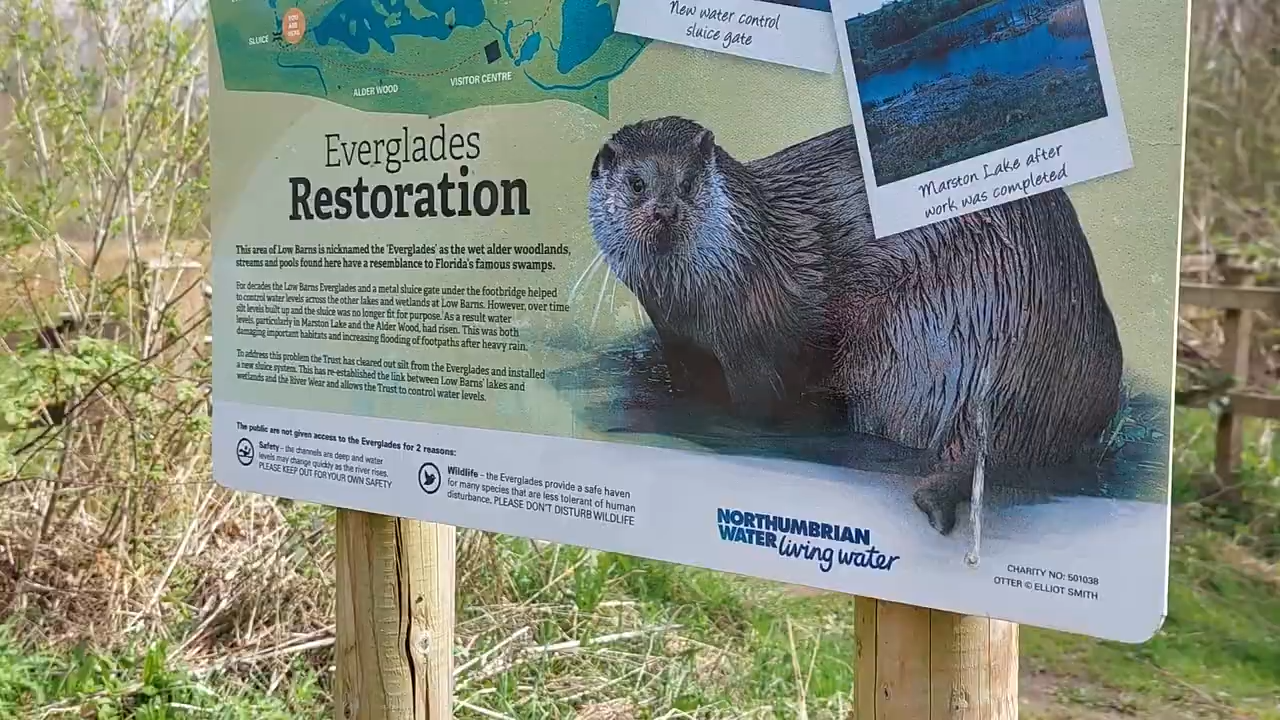 YOU
ARE
HERE
SLUICE
ALDER WOOD
VISITOR CENTRE
New water control
sluice gate
Marston Lake after
work was completed
Everglades
Restoration
This area of Low Barns is nicknamed the 'Everglades' as the wet alder woodlands,
streams and pools found here have a resemblance to Florida's famous swamps.
For decades the Low Barns Everglades and a metal sluice gate under the footbridge helped
to control water levels across the other lakes and wetlands at Low Barns. However, over time
silt levels built up and the sluice was no longer fit for purpose. As a result water
levels, particularly in Marston Lake and the Alder Wood, had risen. This was both
damaging important habitats and increasing flooding of footpaths after heavy rain.
To address this problem the Trust has cleared out silt from the Everglades and installed
a new sluice system. This has re-established the link between Low Barns' lakes and
wetlands and the River Wear and allows the Trust to control water levels.
The public are not given access to the Everglades for 2 reasons:
Safety – the channels are deep and water
levels may change quickly as the river rises.
PLEASE KEEP OUT FOR YOUR OWN SAFETY
Wildlife – the Everglades provide a safe haven
for many species that are less tolerant of human
disturbance. PLEASE DON'T DISTURB WILDLIFE
NORTHUMBRIAN
WATER living water
CHARITY NO: 501038
OTTER © ELLIOT SMITH